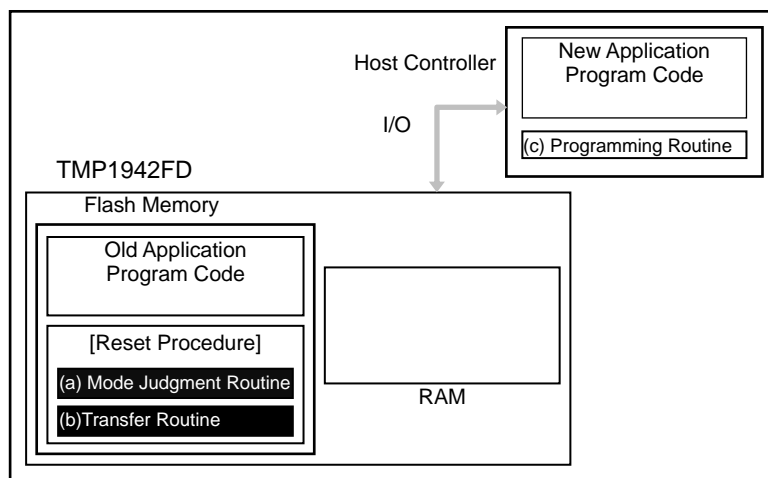 Host Controller
New Application
Program Code
I/O
(c) Programming Routine
TMP1942FD
Flash Memory
Old Application
Program Code
[Reset Procedure]
(a) Mode Judgment Routine
(b)Transfer Routine
RAM